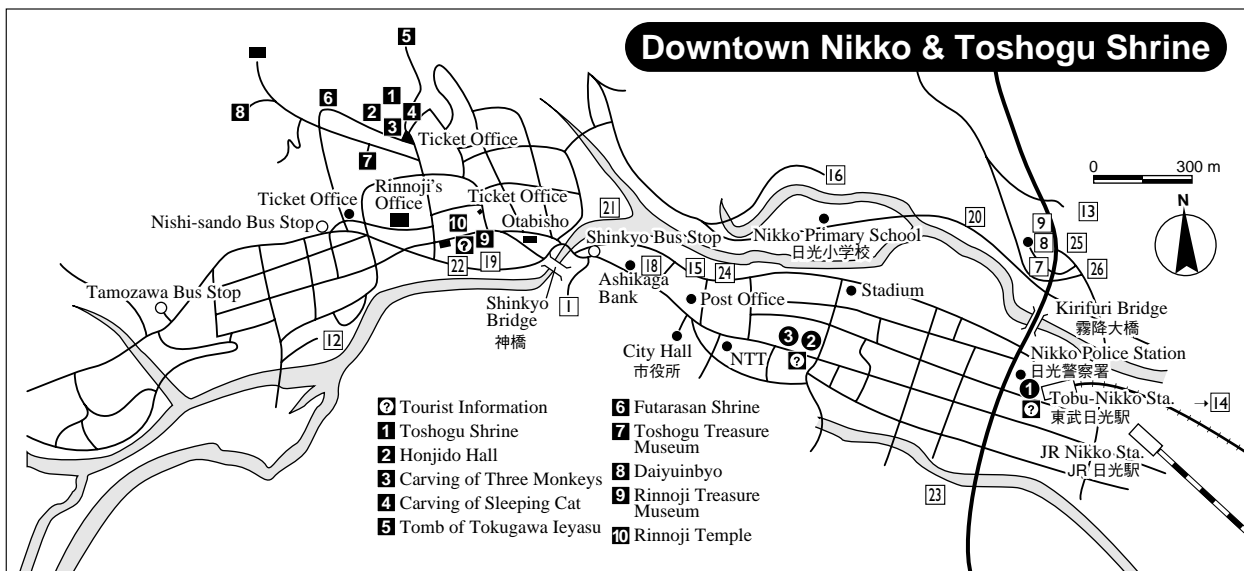 Downtown Nikko & Toshogu Shrine
5
1
6
2
4
8
3
Ticket Office
7
16
0 300 m
N
13
9
20
8
25
7
26
Rinnoji's
Office
Ticket Office
Ticket Office
Nishi-sando Bus Stop
10
Otabisho
21
?
9
22
19
Shinkyo Bus Stop
Nikko Primary School
日光小学校
18
15
24
Ashikaga
Bank
Shinkyo
Bridge
神橋
1
Tamozawa Bus Stop
12
Post Office
Stadium
Kirifuri Bridge
霧降大橋
City Hall
市役所
NTT
3
2
?
Nikko Police Station
日光警察署
1
?
Tobu-Nikko Sta.
東武日光駅
→14
JR Nikko Sta.
JR日光駅
23
? Tourist Information
1 Toshogu Shrine
2 Honjido Hall
3 Carving of Three Monkeys
4 Carving of Sleeping Cat
5 Tomb of Tokugawa Ieyasu
6 Futarasan Shrine
7 Toshogu Treasure
Museum
8 Daiyuinbyo
9 Rinnoji Treasure
Museum
10 Rinnoji Temple